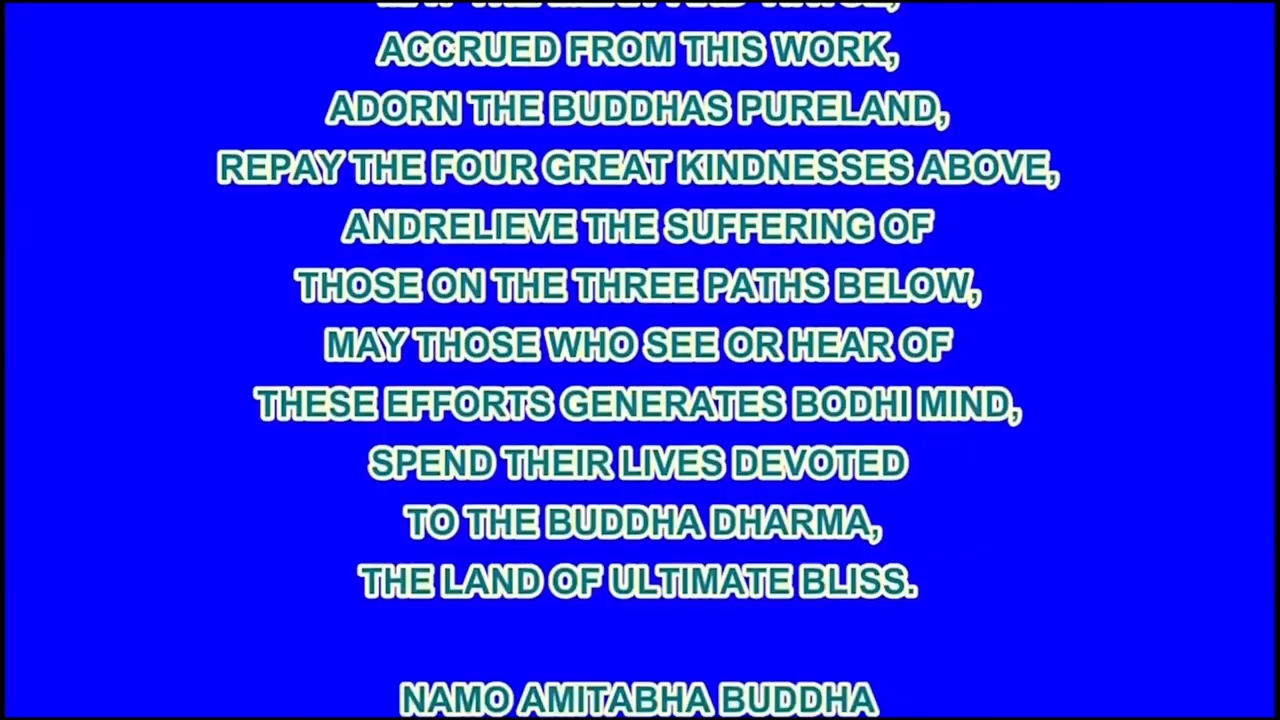 ACCRUED FROM THIS WORK,
ADORN THE BUDDHAS PURELAND,
REPAY THE FOUR GREAT KINDNESSES ABOVE,
ANDRELIEVE THE SUFFERING OF
THOSE ON THE THREE PATHS BELOW,
MAY THOSE WHO SEE OR HEAR OF
THESE EFFORTS GENERATES BODHI MIND,
SPEND THEIR LIVES DEVOTED
TO THE BUDDHA DHARMA,
THE LAND OF ULTIMATE BLISS.
NAMO AMITABHA BUDDHA